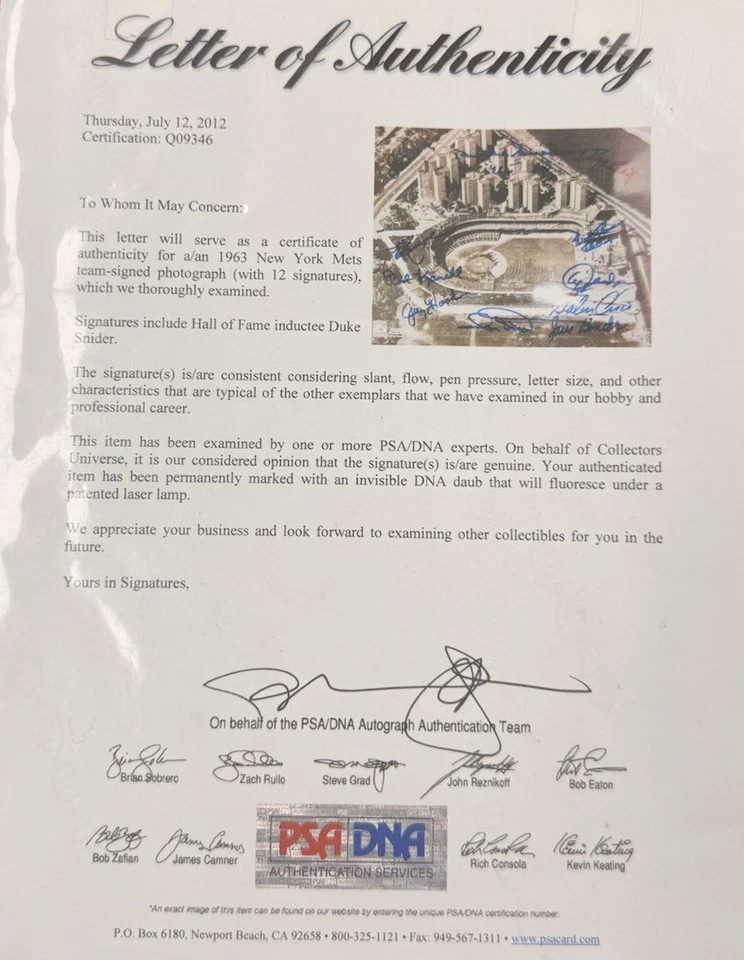 Letter of Authenticity
Thursday, July 12, 2012
Certification: Q09346
To Whom It May Concern:
This letter will serve as a certificate of
authenticity for a/an 1963 New York Mets
team-signed photograph (with 12 signatures),
which we thoroughly examined.
Signatures include Hall of Fame inductee Duke
Snider.
The signature(s) is/are consistent considering slant, flow, pen pressure, letter size, and other
characteristics that are typical of the other exemplars that we have examined in our hobby and
professional career.
This item has been examined by one or more PSA/DNA experts. On behalf of Collectors
Universe, it is our considered opinion that the signature(s) is/are genuine. Your authenticated
item has been permanently marked with an invisible DNA daub that will fluoresce under a
patented laser lamp.
We appreciate your business and look forward to examining other collectibles for you in the
future.
Yours in Signatures,
On behalf of the PSA/DNA Autograph Authentication Team
Brian Sobrero Zach Rullo Steve Grad John Reznikoff Bob Eaton
Bob Zafian James Camner Rich Consola Kevin Keating
PSA DNA
AUTHENTICATION SERVICES
*An exact image of this item can be found on our website by entering the unique PSA/DNA certification number.
P.O. Box 6180, Newport Beach, CA 92658 • 800-325-1121 • Fax: 949-567-1311 • www.psacard.com